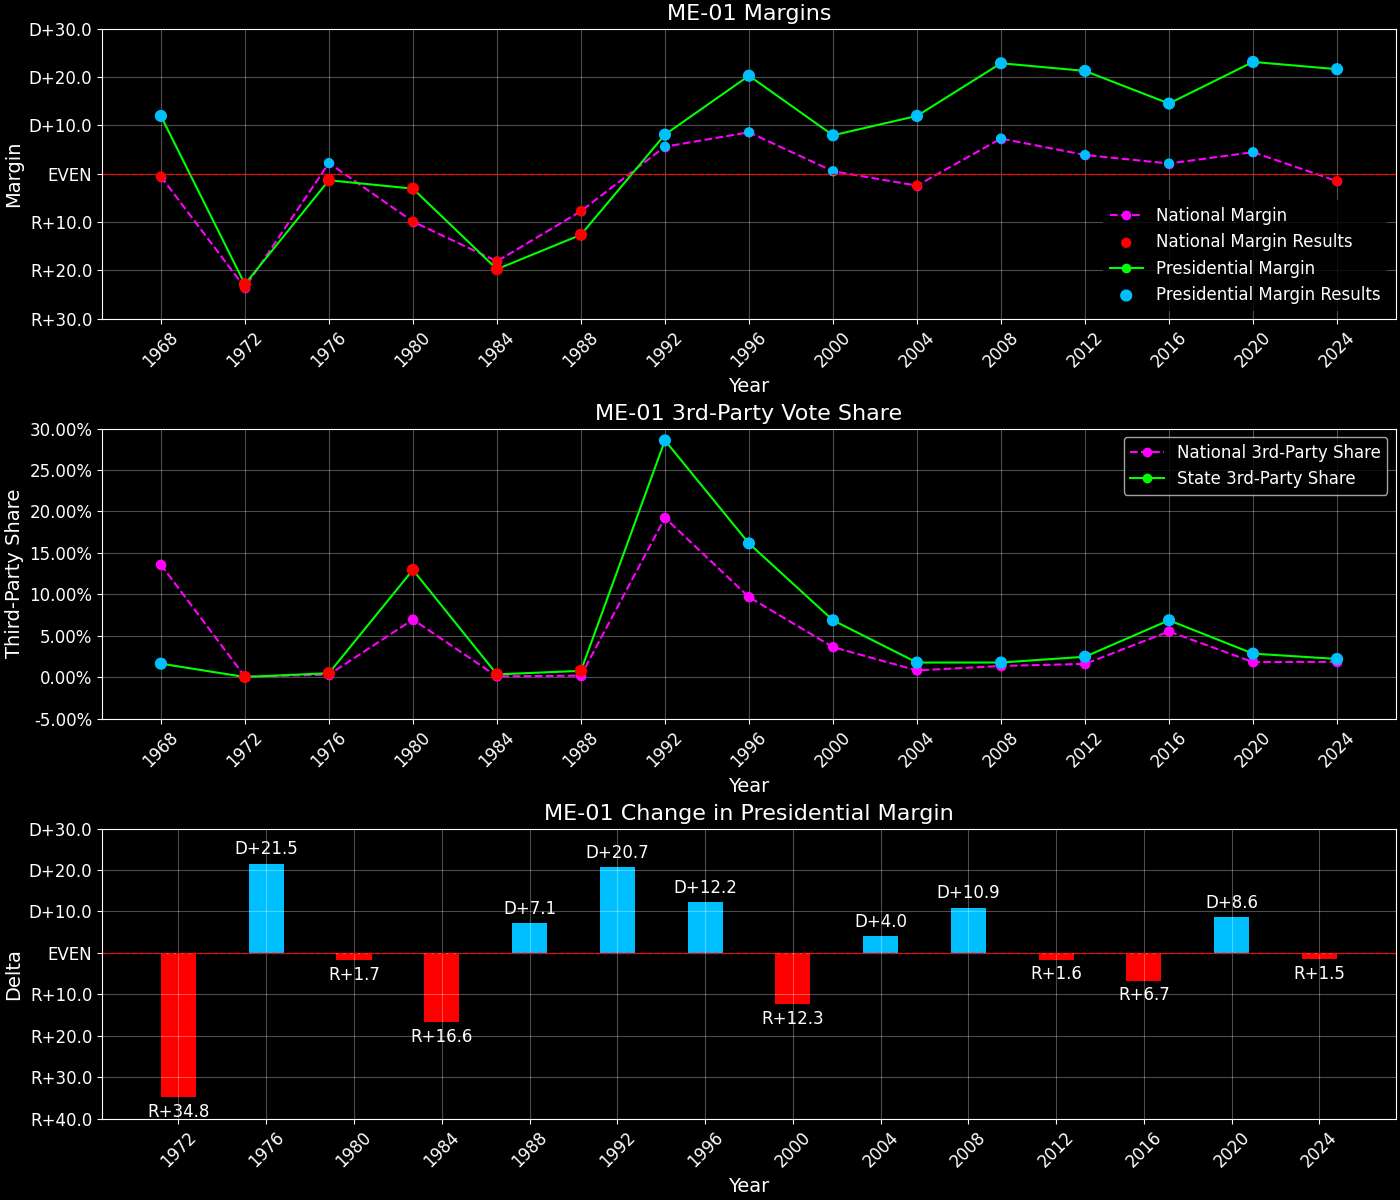 ME-01 Margins
D+30.0
D+20.0
D+10.0
EVEN
R+10.0
R+20.0
R+30.0
Margin
National Margin
National Margin Results
Presidential Margin
Presidential Margin Results
1968 1972 1976 1980 1984 1988 1992 1996 2000 2004 2008 2012 2016 2020 2024
Year
ME-01 3rd-Party Vote Share
30.00%
25.00%
20.00%
15.00%
10.00%
5.00%
0.00%
-5.00%
Third-Party Share
National 3rd-Party Share
State 3rd-Party Share
1968 1972 1976 1980 1984 1988 1992 1996 2000 2004 2008 2012 2016 2020 2024
Year
ME-01 Change in Presidential Margin
D+30.0
D+20.0
D+10.0
EVEN
R+10.0
R+20.0
R+30.0
R+40.0
Delta
R+34.8
D+21.5
R+1.7
R+16.6
D+7.1
D+20.7
D+12.2
R+12.3
D+4.0
D+10.9
R+1.6
R+6.7
D+8.6
R+1.5
1972 1976 1980 1984 1988 1992 1996 2000 2004 2008 2012 2016 2020 2024
Year